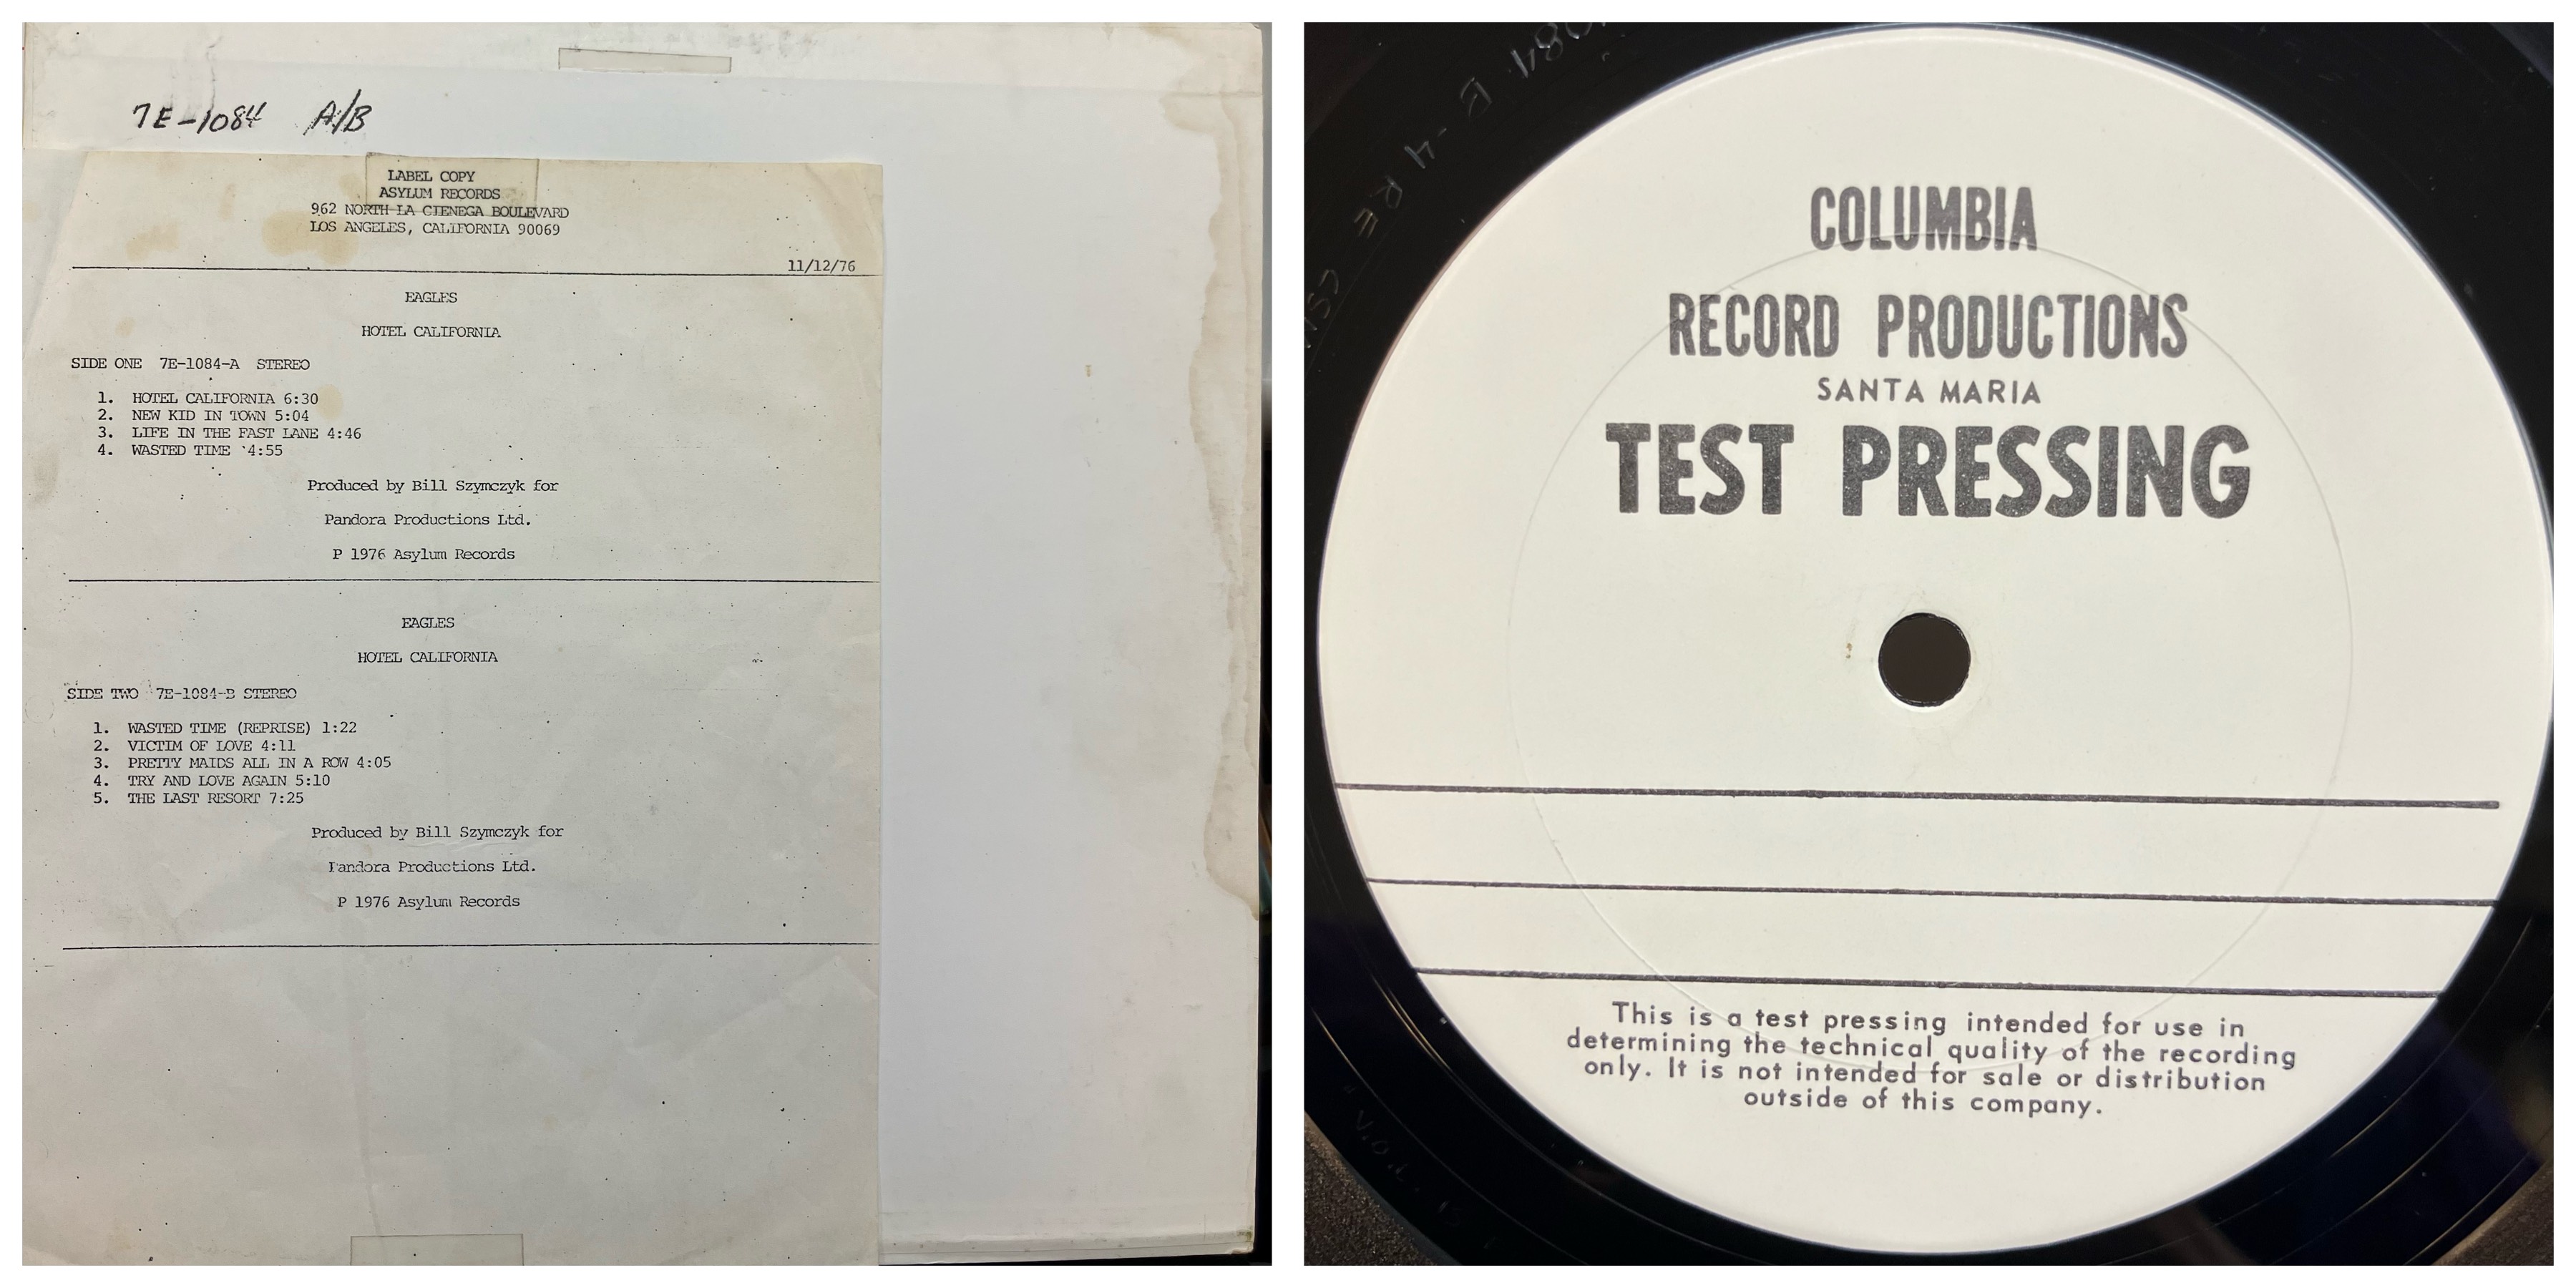 7E-1084 A/B
LABEL COPY
ASYLUM RECORDS
962 NORTH LA CIENEGA BOULEVARD
LOS ANGELES, CALIFORNIA 90069
11/12/76
EAGLES
HOTEL CALIFORNIA
SIDE ONE 7E-1084-A STEREO
1. HOTEL CALIFORNIA 6:30
2. NEW KID IN TOWN 5:04
3. LIFE IN THE FAST LANE 4:46
4. WASTED TIME 4:55
Produced by Bill Szymczyk for
Pandora Productions Ltd.
P 1976 Asylum Records
EAGLES
HOTEL CALIFORNIA
SIDE TWO 7E-1084-B STEREO
1. WASTED TIME (REPRISE) 1:22
2. VICTIM OF LOVE 4:11
3. PRETTY MAIDS ALL IN A ROW 4:05
4. TRY AND LOVE AGAIN 5:10
5. THE LAST RESORT 7:25
Produced by Bill Szymczyk for
Pandora Productions Ltd.
P 1976 Asylum Records
COLUMBIA
RECORD PRODUCTIONS
SANTA MARIA
TEST PRESSING
This is a test pressing intended for use in
determining the technical quality of the recording
only. It is not intended for sale or distribution
outside of this company.